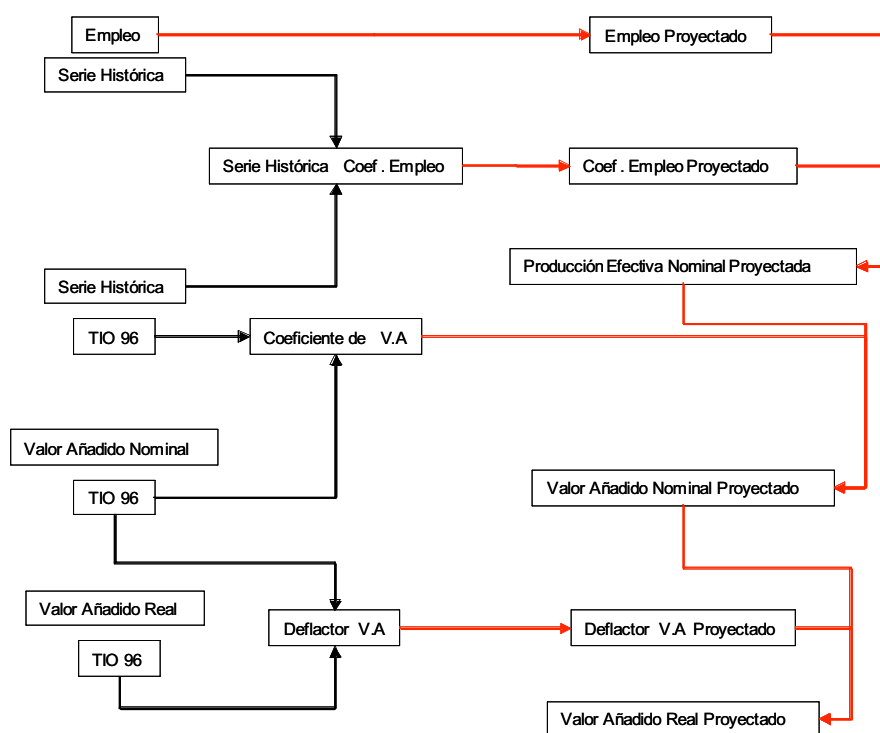 Empleo
Empleo Proyectado
Serie Histórica
Serie Histórica Coef . Empleo
Coef . Empleo Proyectado
Producción Efectiva Nominal Proyectada
Serie Histórica
TIO 96
Coeficiente de V.A
Valor Añadido Nominal
TIO 96
Valor Añadido Nominal Proyectado
Valor Añadido Real
Deflactor V.A
Deflactor V.A Proyectado
TIO 96
Valor Añadido Real Proyectado